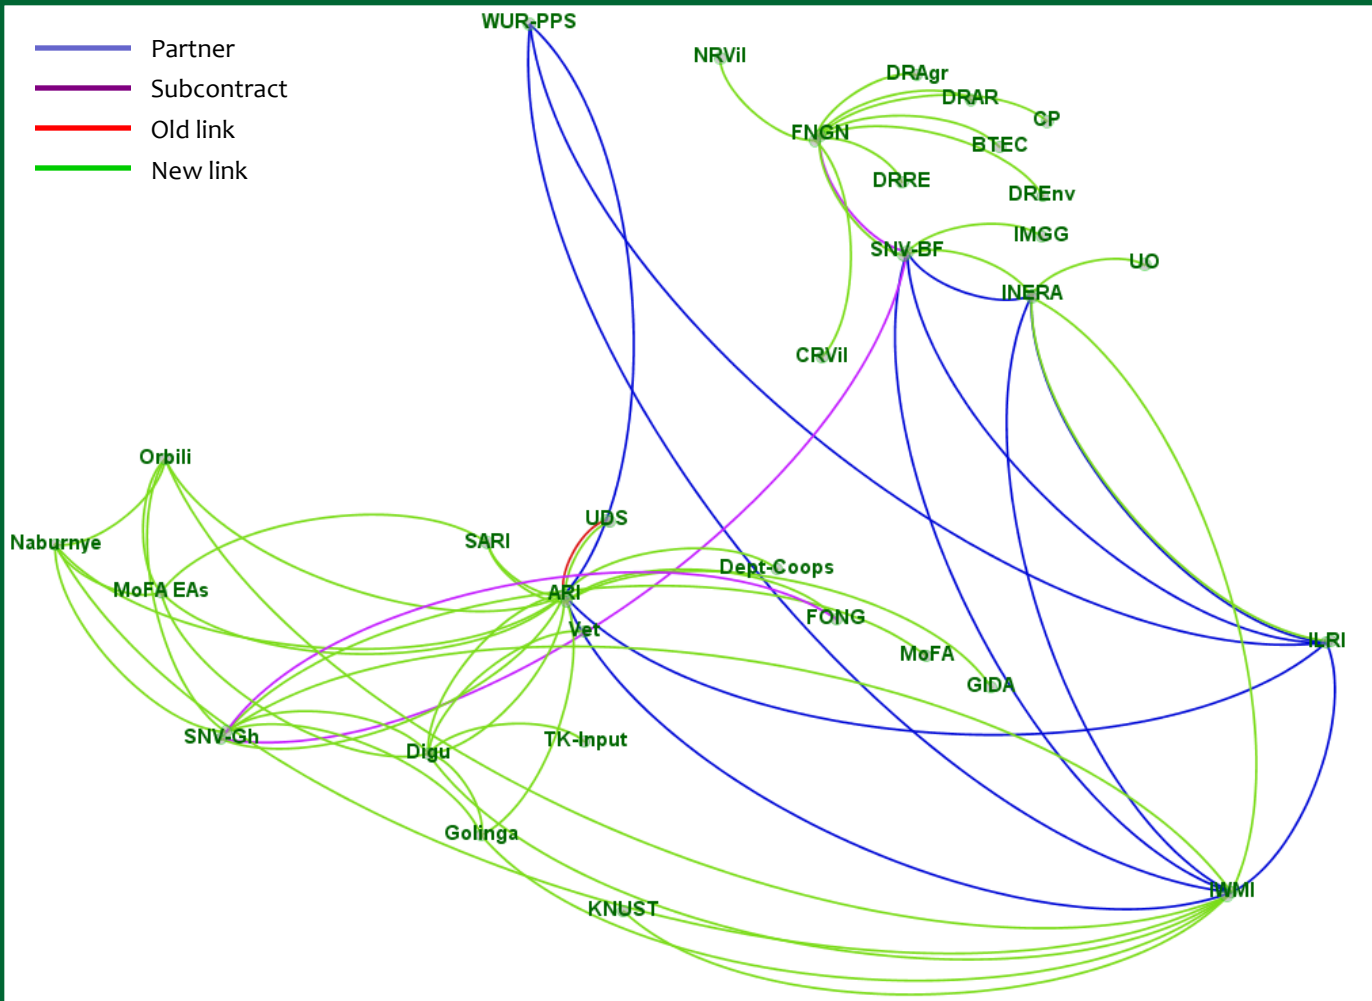 WUR-PPS
Partner
NRVil
DRAgr
Subcontract
DRAR
CP
Old link
FNGN
BTEC
New link
DRRE
DREnv
IMGG
SNV-BF
UO
INERA
CRVil
Orbili
UDS
Naburnye
SARI
Dept-Coops
MoFA EAs
ARI
FONG
Vet
ILRI
MoFA
GIDA
SNV-Gh
TK-Input
Digu
Golinga
IWMI
KNUST